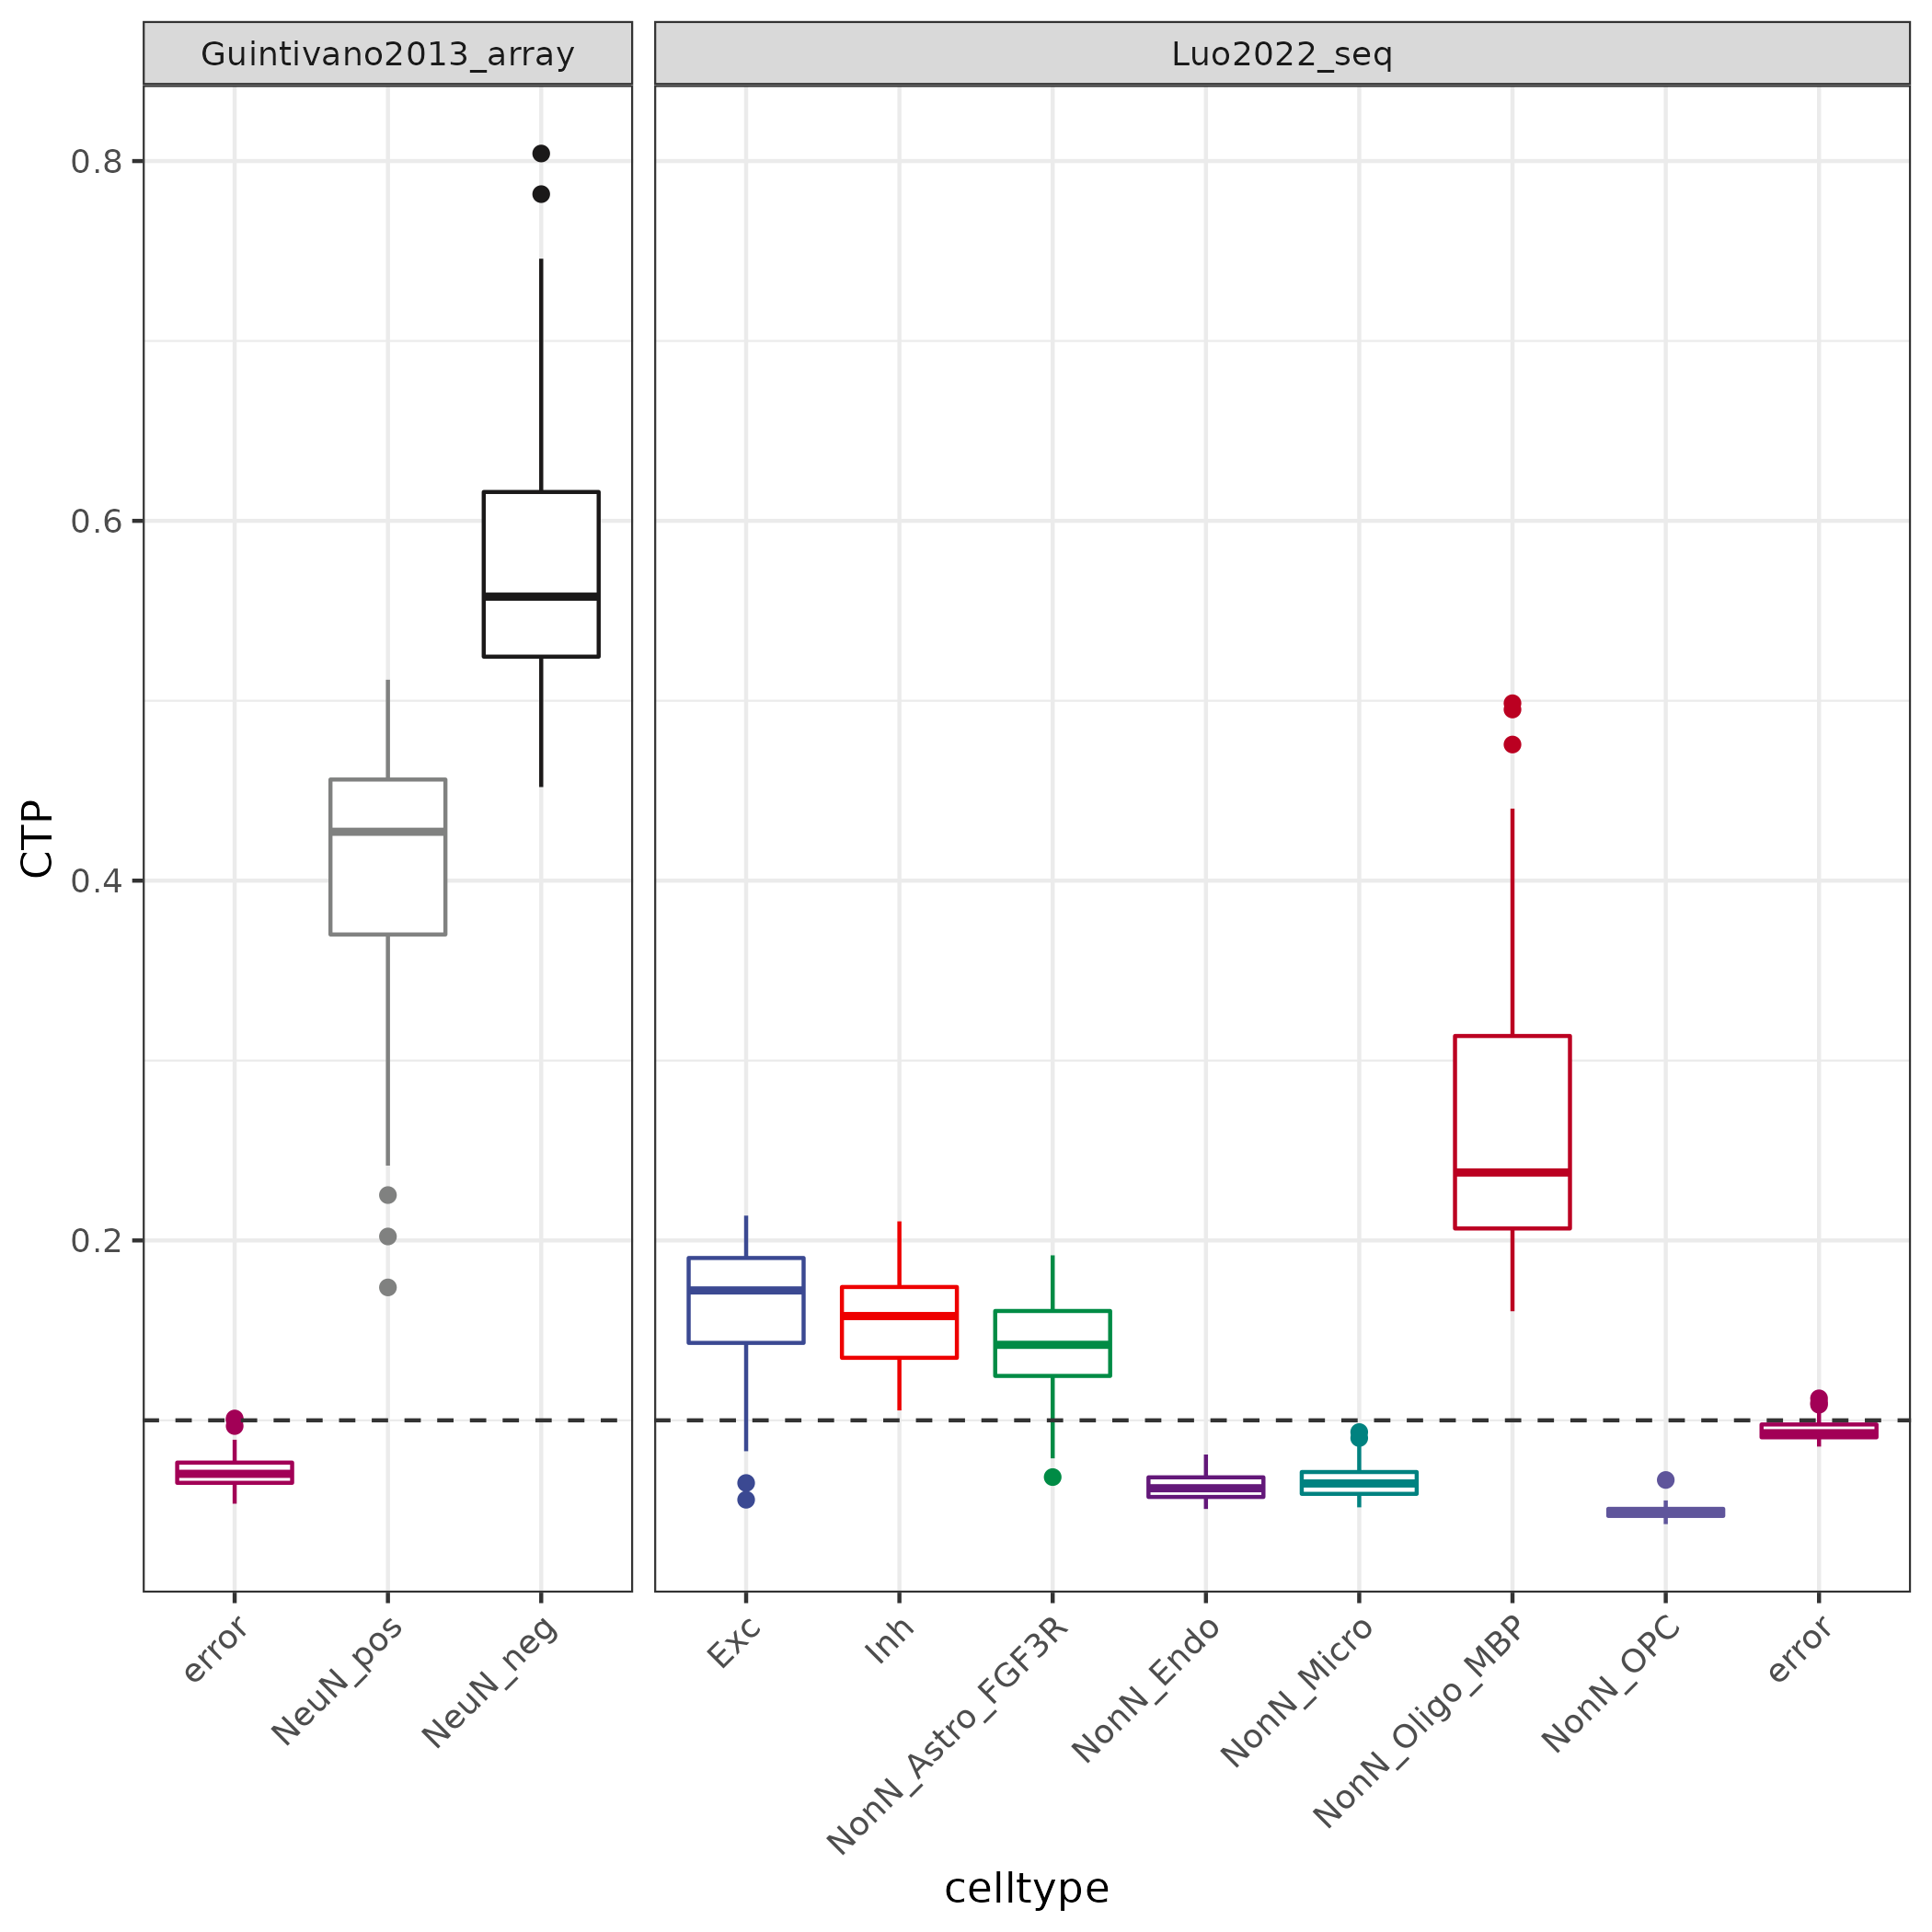 Guintivano2013_array
Luo2022_seq
CTP
0.8
0.6
0.4
0.2
error
NeuN_pos
NeuN_neg
Exc
Inh
NonN_Astro_FGF3R
NonN_Endo
NonN_Micro
NonN_Oligo_MBP
NonN_OPC
error
celltype